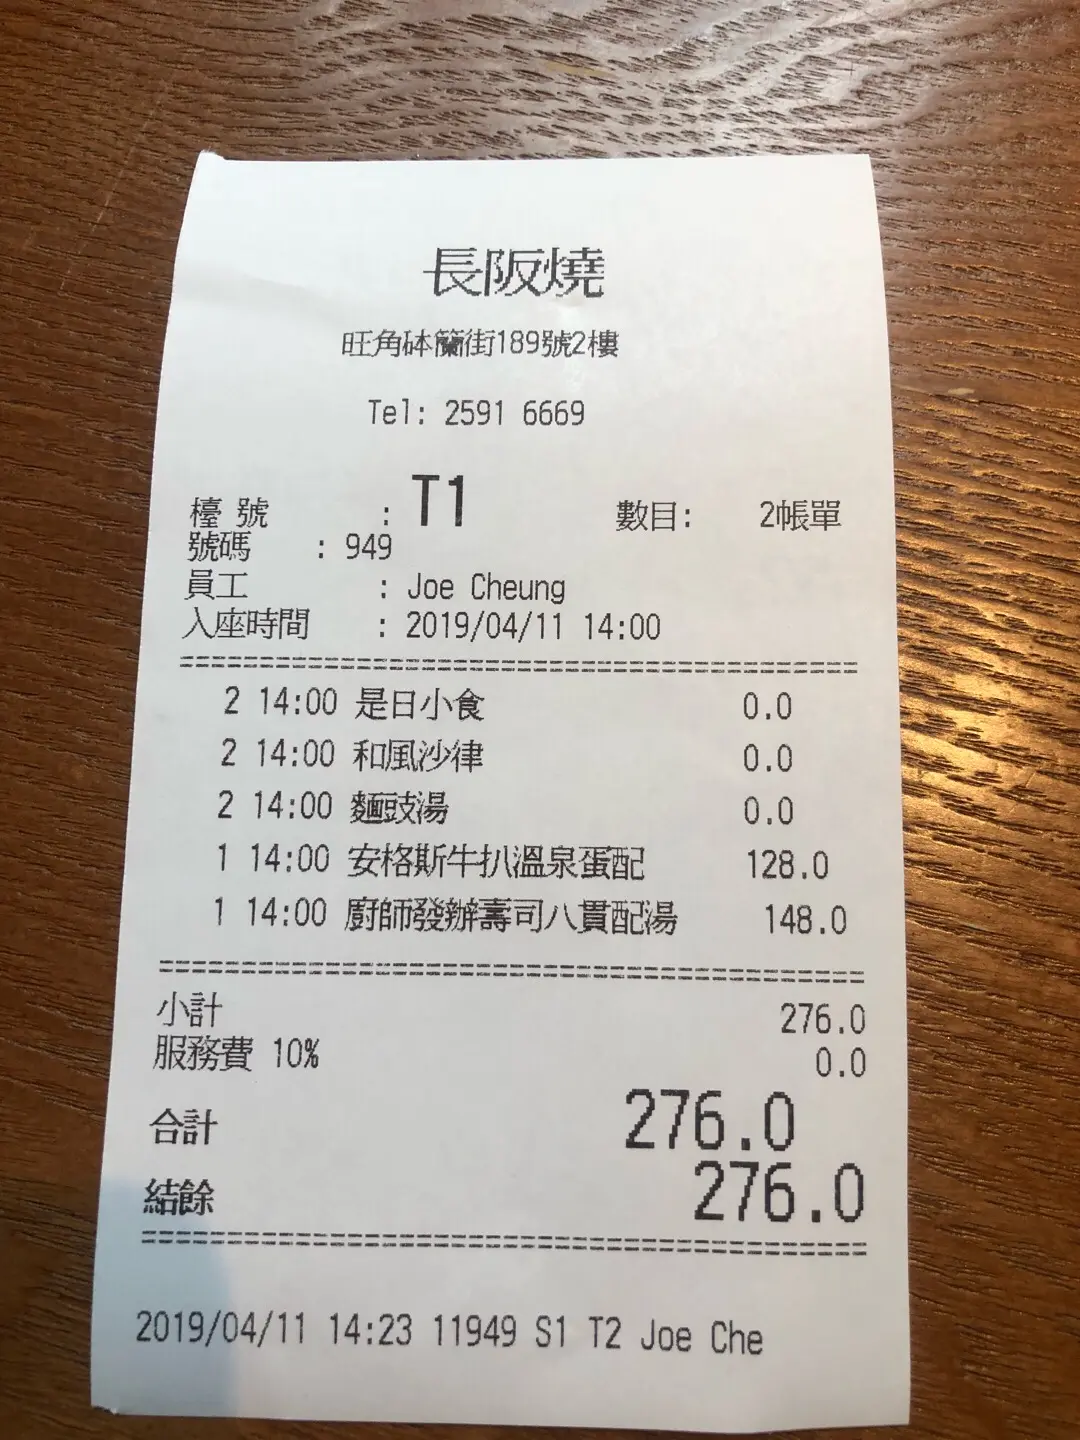 長阪燒
旺角砵蘭街189號2樓
Tel: 2591 6669
檯 號 : T1 數目: 2帳單
號碼 : 949
員工 : Joe Cheung
入座時間 : 2019/04/11 14:00
2 14:00 是日小食 0.0
2 14:00 和風沙律 0.0
2 14:00 麵豉湯 0.0
1 14:00 安格斯牛扒溫泉蛋配 128.0
1 14:00 廚師發辦壽司八貫配湯 148.0
小計 276.0
服務費 10% 0.0
合計 276.0
結餘 276.0
2019/04/11 14:23 11949 S1 T2 Joe Che